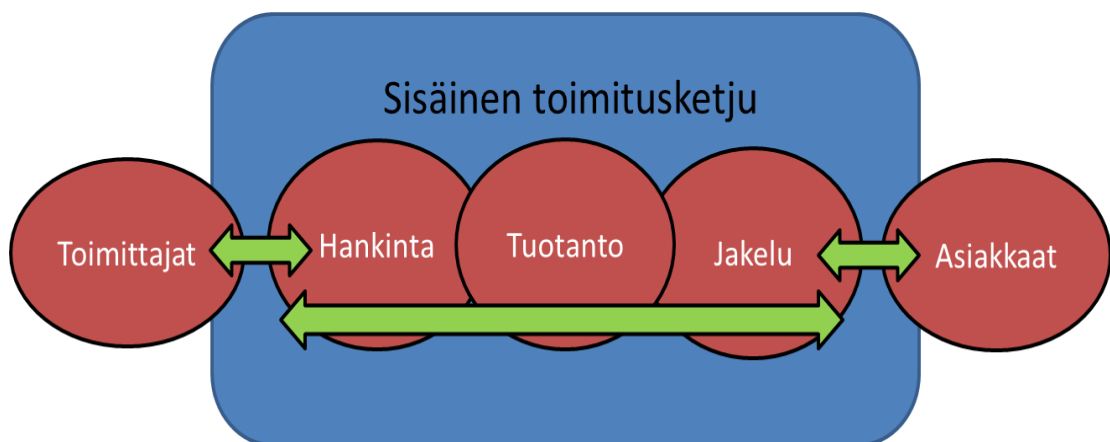 Sisäinen toimitusketju
Toimittajat
Hankinta
Tuotanto
Jakelu
Asiakkaat